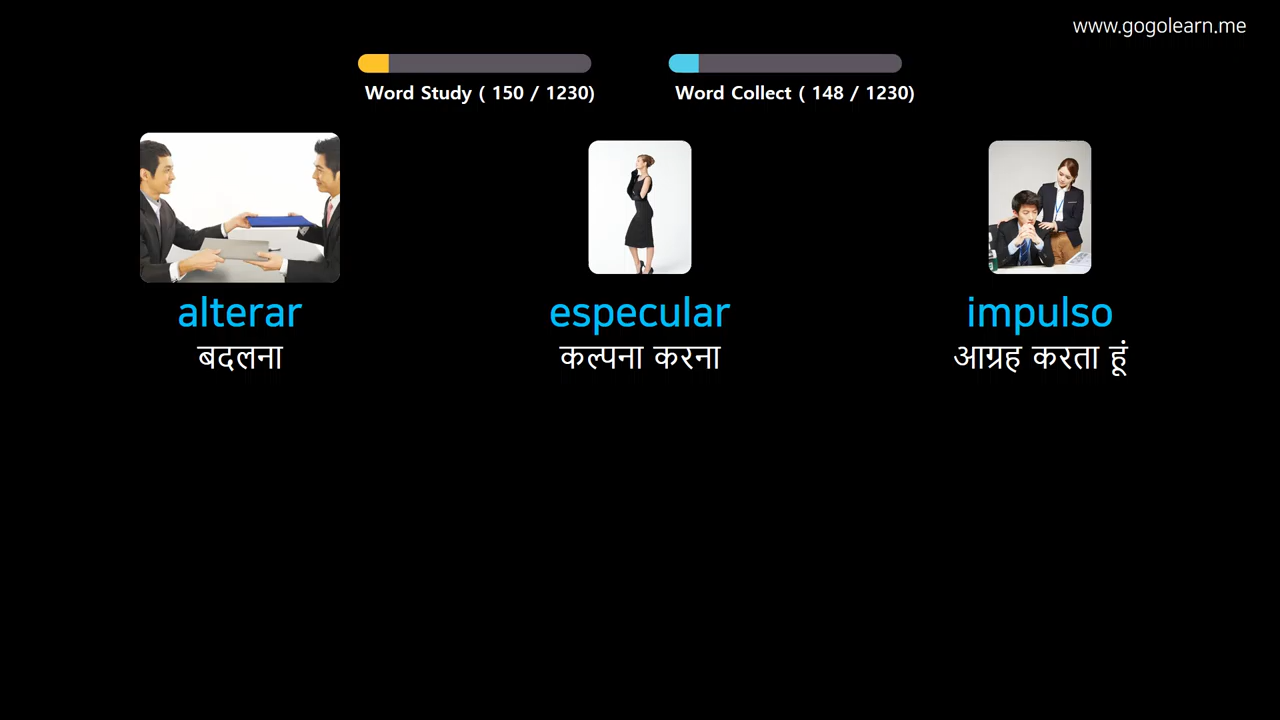 www.gogolearn.me
Word Study ( 150 / 1230)
Word Collect ( 148 / 1230)
alterar
बदलना
especular
कल्पना करना
impulso
आग्रह करता हूं